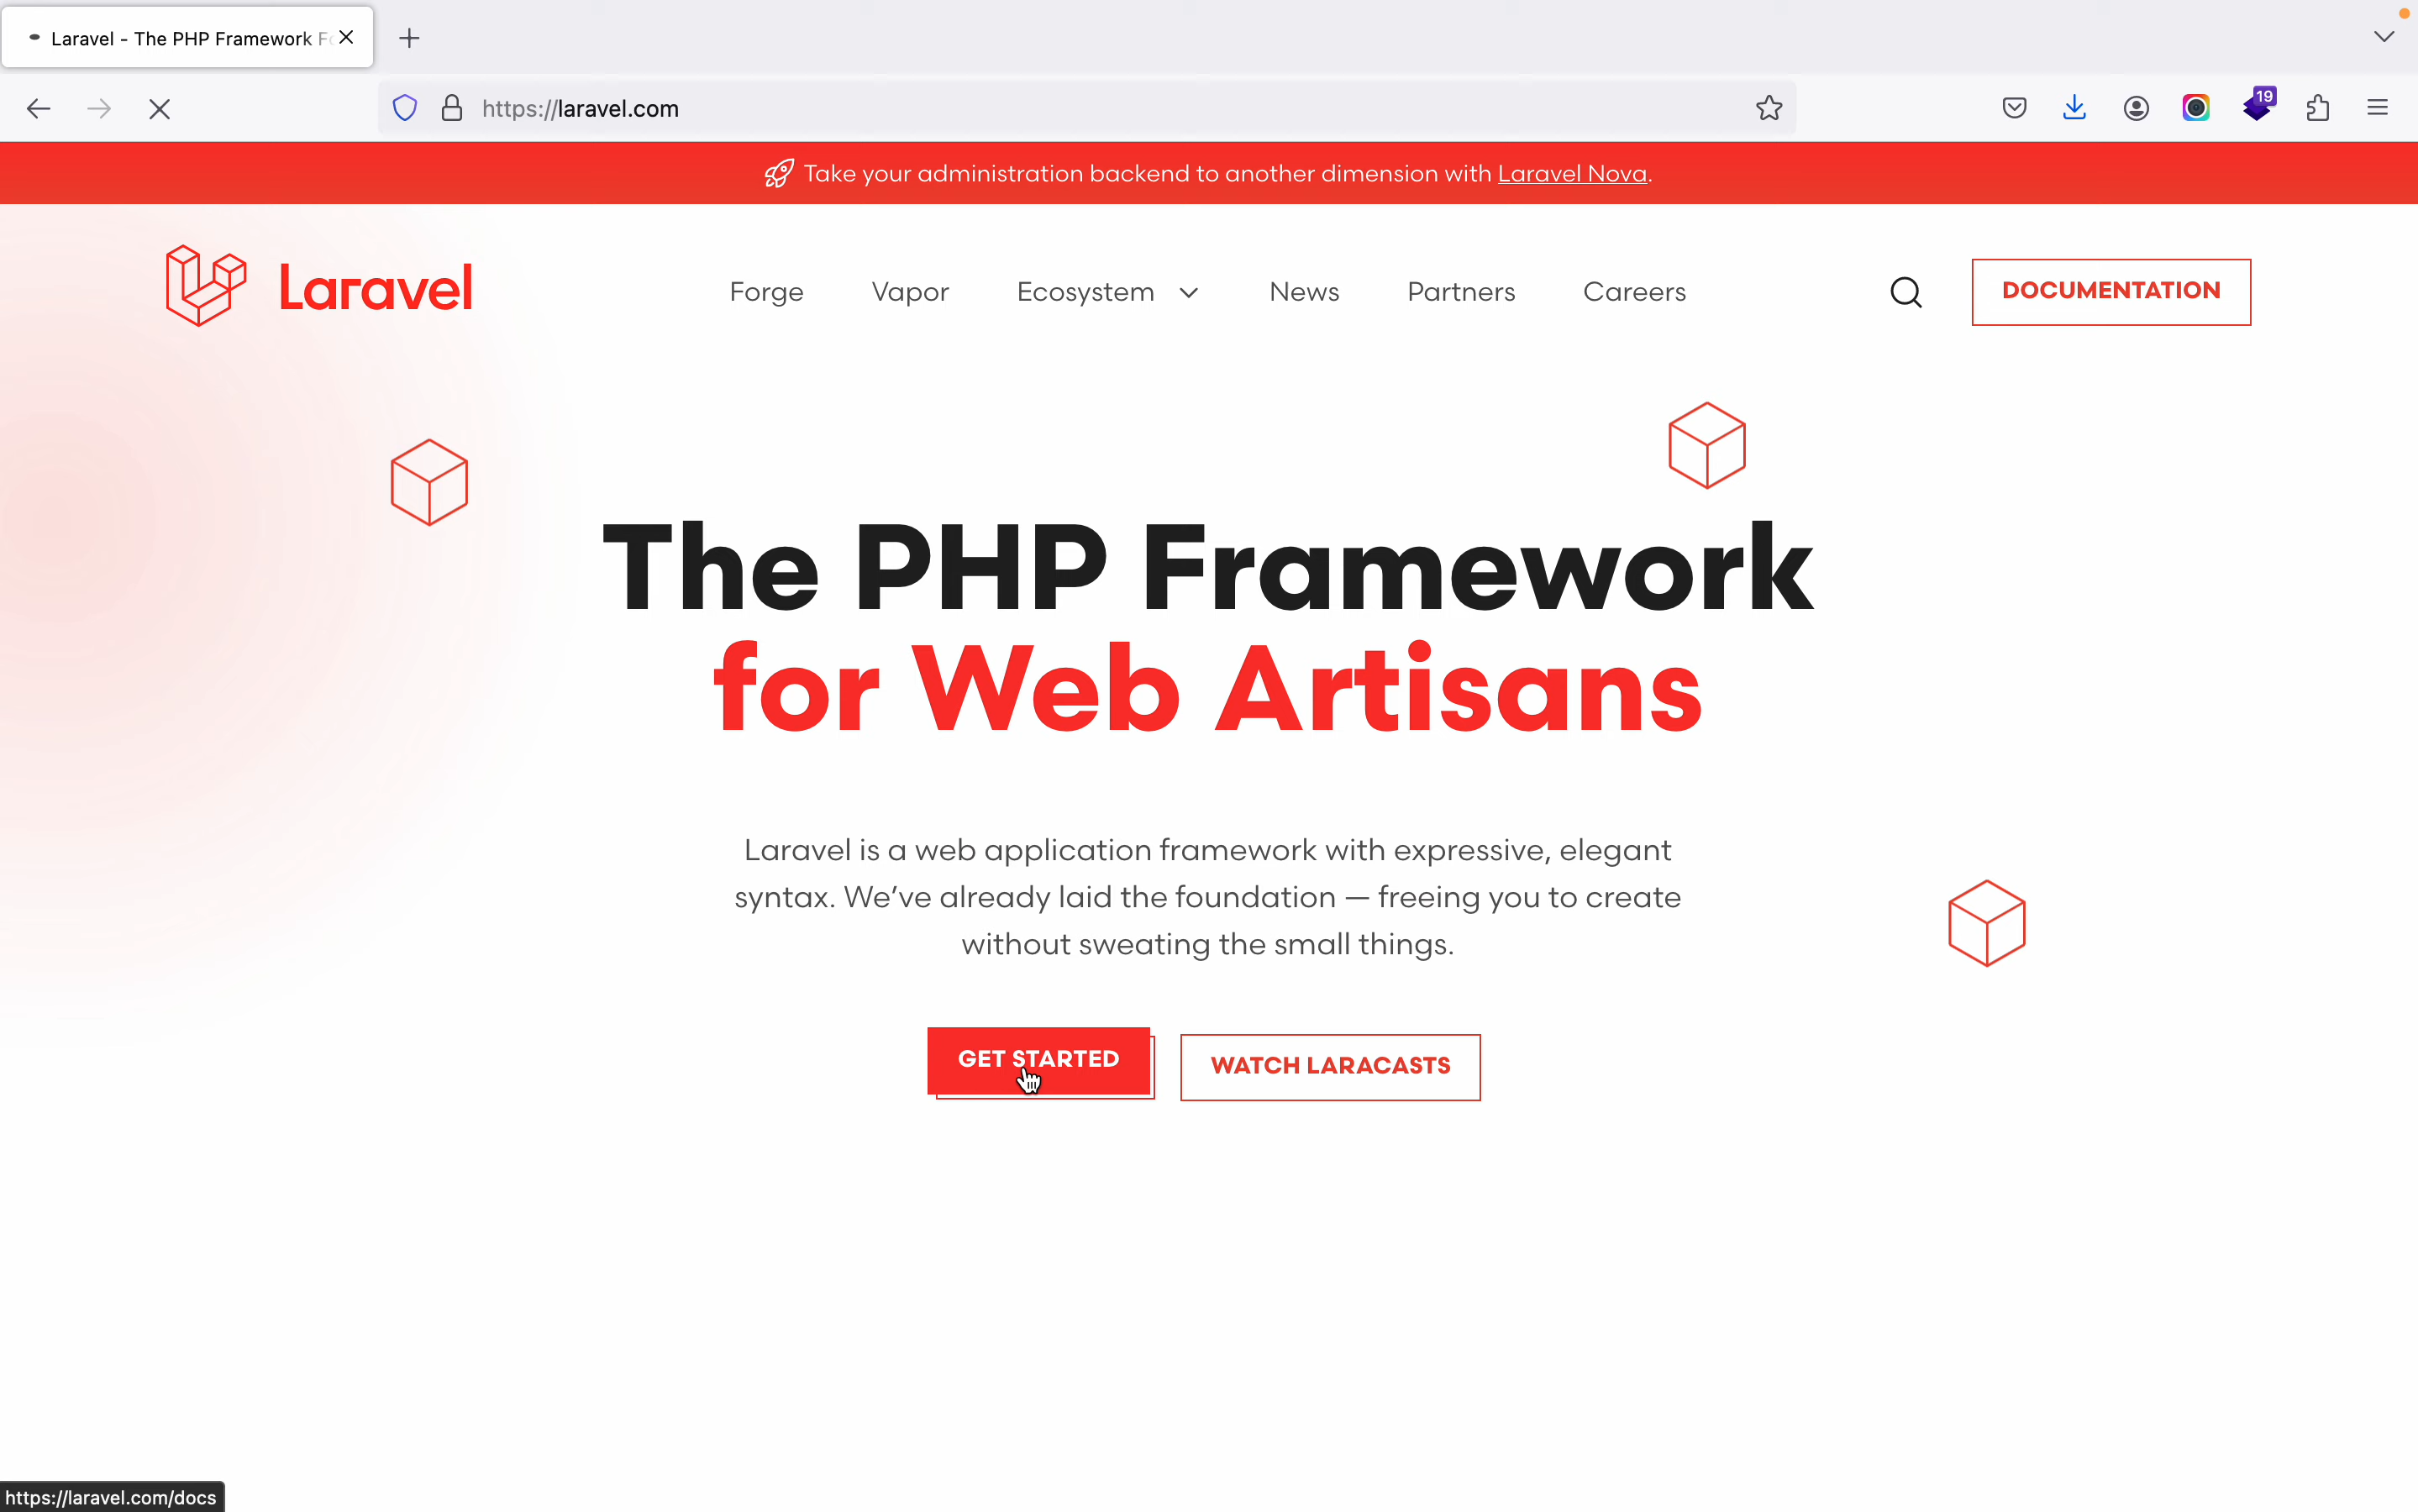 Laravel - The PHP Framework Fo
https://laravel.com
19
Take your administration backend to another dimension with Laravel Nova.
Laravel
Forge
Vapor
Ecosystem
News
Partners
Careers
DOCUMENTATION
The PHP Framework
for Web Artisans
Laravel is a web application framework with expressive, elegant
syntax. We’ve already laid the foundation — freeing you to create
without sweating the small things.
GET STARTED
WATCH LARACASTS
https://laravel.com/docs